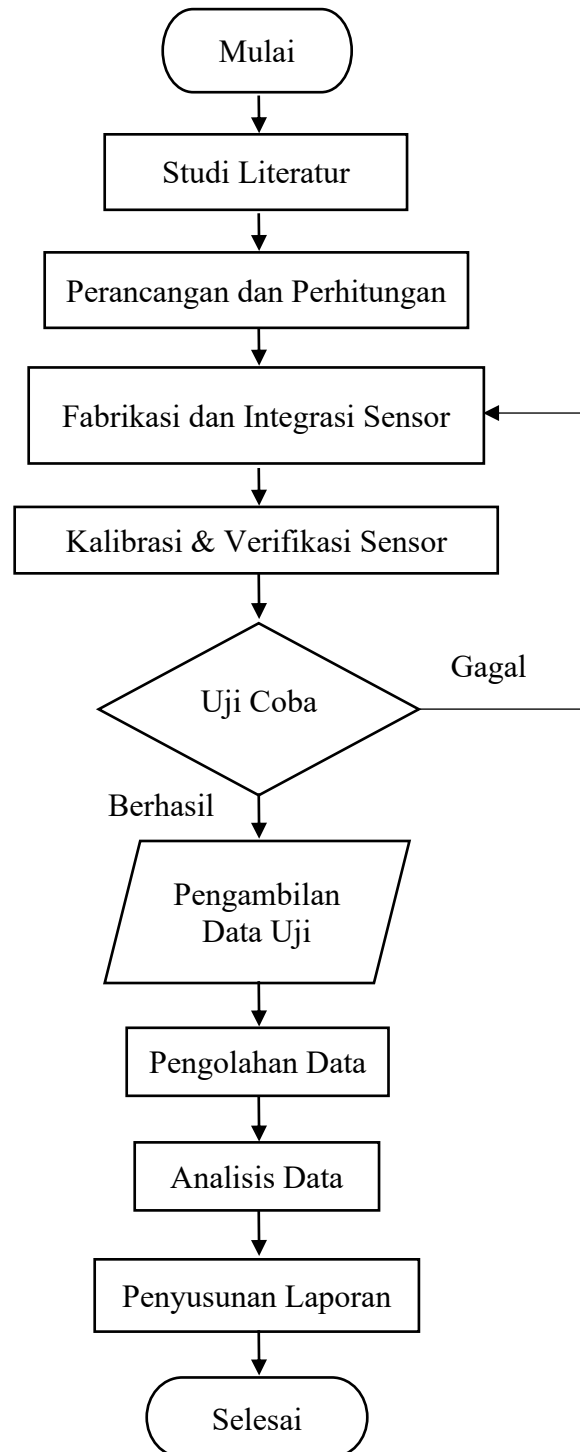 Mulai
Studi Literatur
Perancangan dan Perhitungan
Fabrikasi dan Integrasi Sensor
Kalibrasi & Verifikasi Sensor
Gagal
Uji Coba
Berhasil
Pengambilan
Data Uji
Pengolahan Data
Analisis Data
Penyusunan Laporan
Selesai